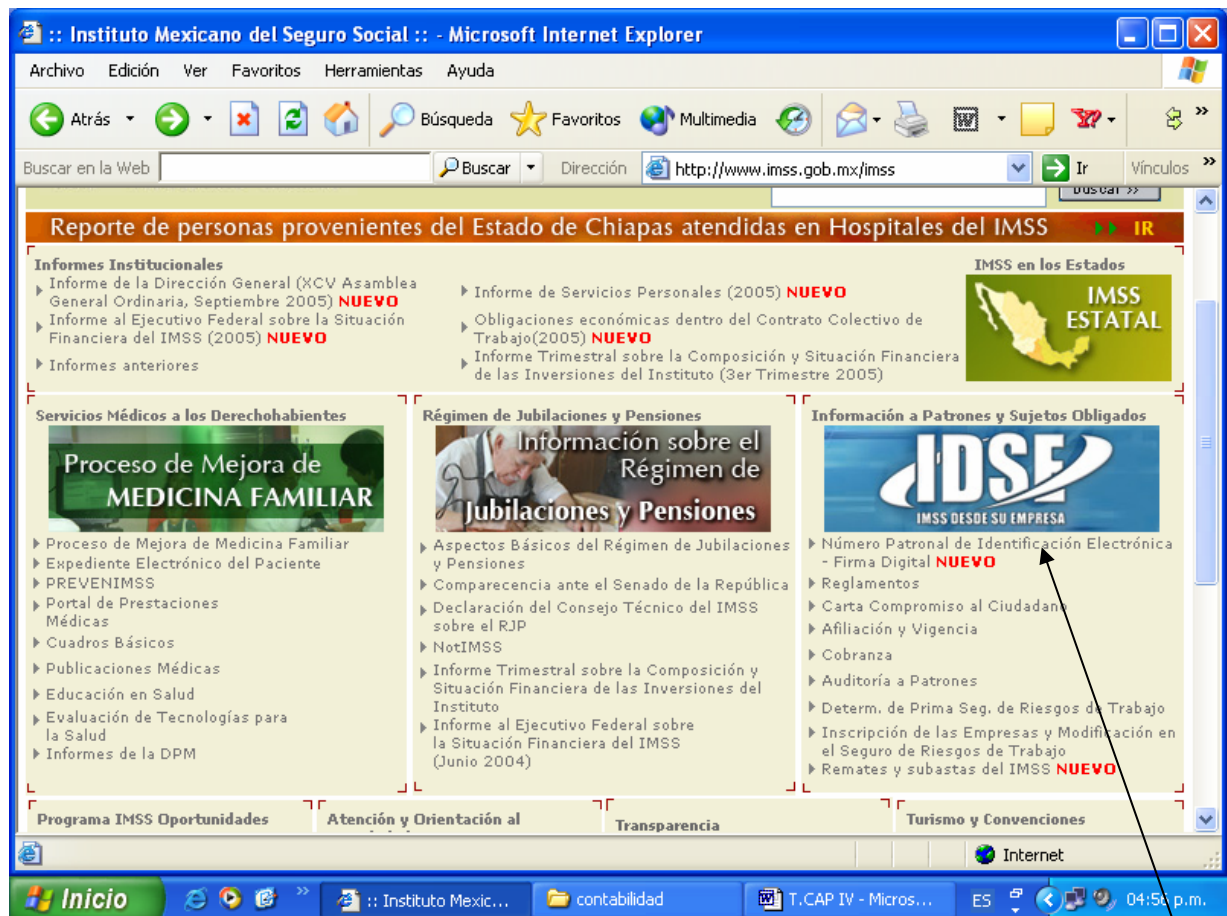 :: Instituto Mexicano del Seguro Social :: - Microsoft Internet Explorer
Archivo Edición Ver Favoritos Herramientas Ayuda
Atrás Búsqueda Favoritos Multimedia
Buscar en la Web Buscar Dirección http://www.imss.gob.mx/imss Ir Vínculos
Buscar >>
Reporte de personas provenientes del Estado de Chiapas atendidas en Hospitales del IMSS IR
Informes Institucionales
Informe de la Dirección General (XCV Asamblea
General Ordinaria, Septiembre 2005) NUEVO
Informe al Ejecutivo Federal sobre la Situación
Financiera del IMSS (2005) NUEVO
Informes anteriores
Informe de Servicios Personales (2005) NUEVO
Obligaciones económicas dentro del Contrato Colectivo de
Trabajo(2005) NUEVO
Informe Trimestral sobre la Composición y Situación Financiera
de las Inversiones del Instituto (3er Trimestre 2005)
IMSS en los Estados
IMSS
ESTATAL
Servicios Médicos a los Derechohabientes
Proceso de Mejora de
MEDICINA FAMILIAR
Proceso de Mejora de Medicina Familiar
Expediente Electrónico del Paciente
PREVENIMSS
Portal de Prestaciones
Médicas
Cuadros Básicos
Publicaciones Médicas
Educación en Salud
Evaluación de Tecnologías para
la Salud
Informes de la DPM
Régimen de Jubilaciones y Pensiones
Información sobre el
Régimen de
Jubilaciones y Pensiones
Aspectos Básicos del Régimen de Jubilaciones
y Pensiones
Comparecencia ante el Senado de la República
Declaración del Consejo Técnico del IMSS
sobre el RJP
NotIMSS
Informe Trimestral sobre la Composición y
Situación Financiera de las Inversiones del
Instituto
Informe al Ejecutivo Federal sobre
la Situación Financiera del IMSS
(Junio 2004)
Información a Patrones y Sujetos Obligados
IDSE
IMSS DESDE SU EMPRESA
Número Patronal de Identificación Electrónica
- Firma Digital NUEVO
Reglamentos
Carta Compromiso al Ciudadano
Afiliación y Vigencia
Cobranza
Auditoría a Patrones
Determ. de Prima Seg. de Riesgos de Trabajo
Inscripción de las Empresas y Modificación en
el Seguro de Riesgos de Trabajo
Remates y subastas del IMSS NUEVO
Programa IMSS Oportunidades
Atención y Orientación al
Transparencia
Turismo y Convenciones
Internet
Inicio :: Instituto Mexic... contabilidad T.CAP IV - Micros... ES 04:56 p.m.